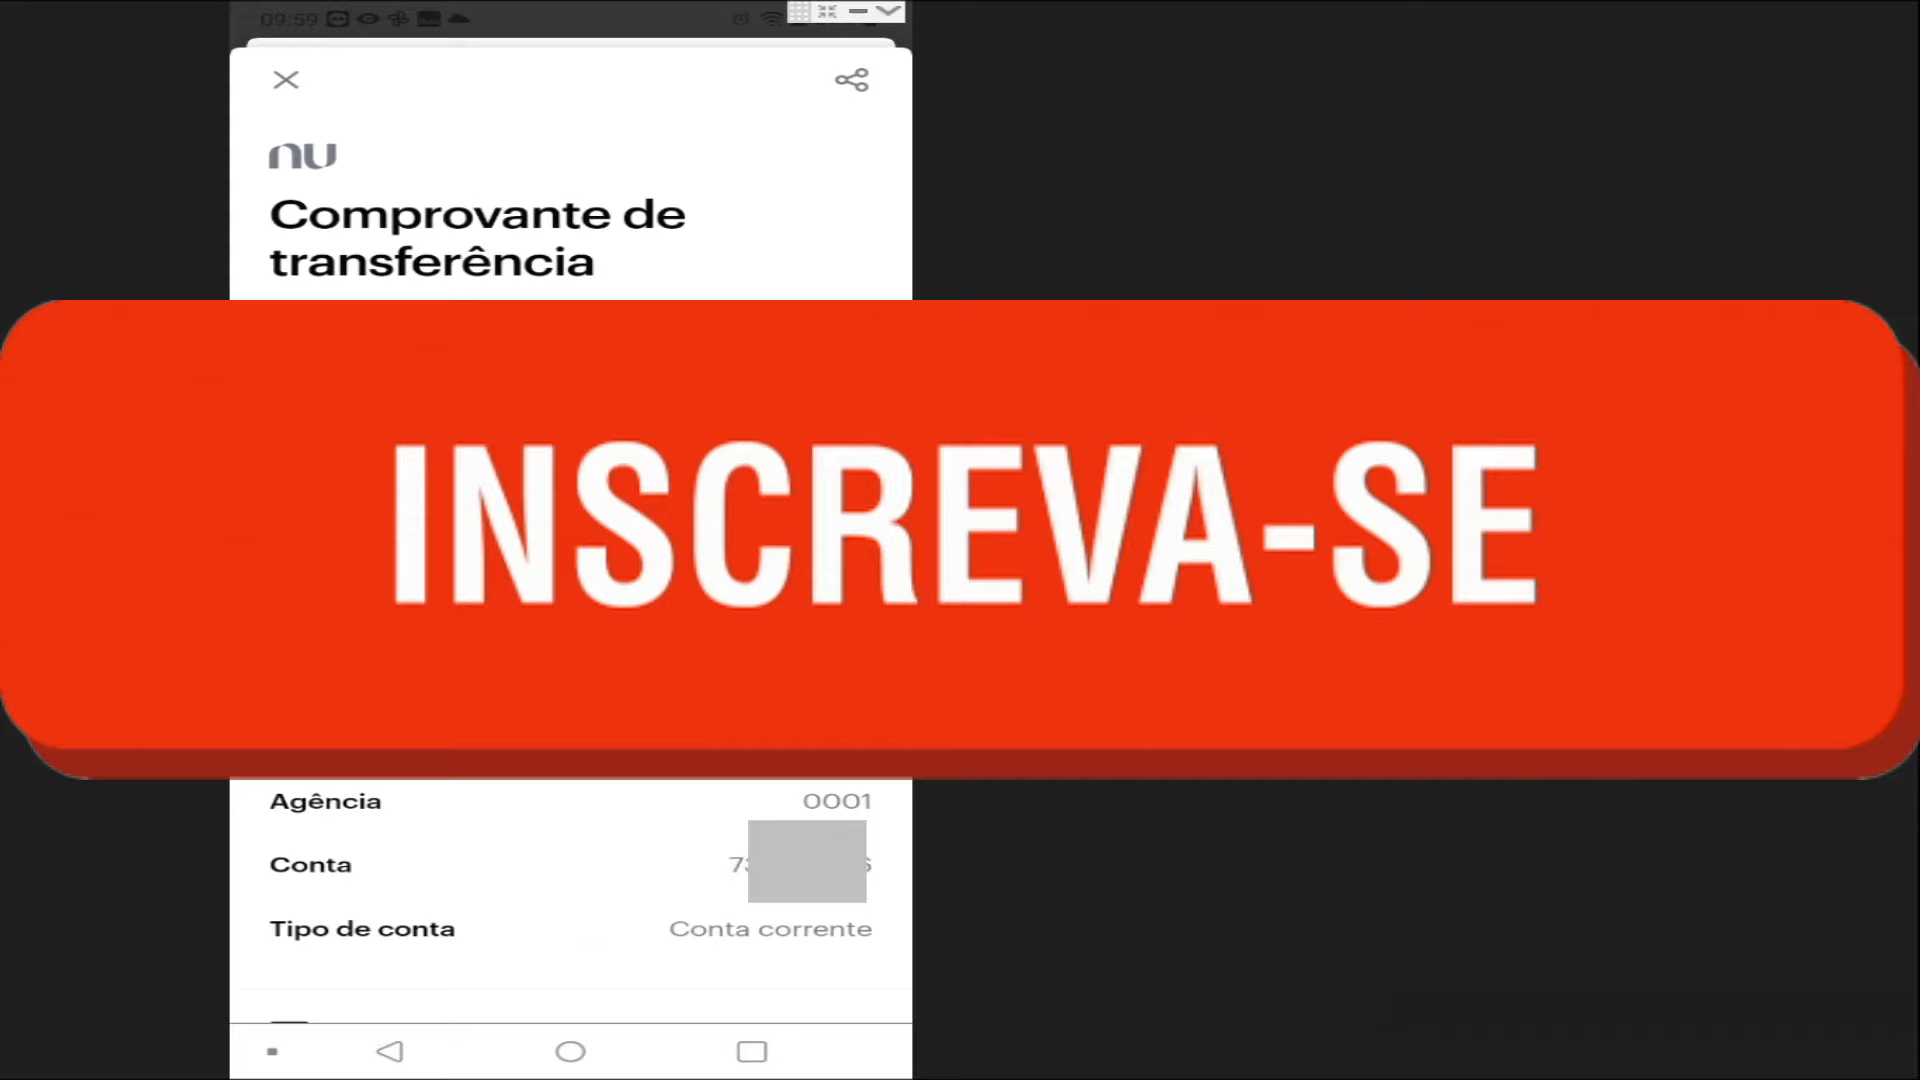 09:59
nu
Comprovante de
transferência
INSCREVA-SE
Agência 0001
Conta
Tipo de conta Conta corrente